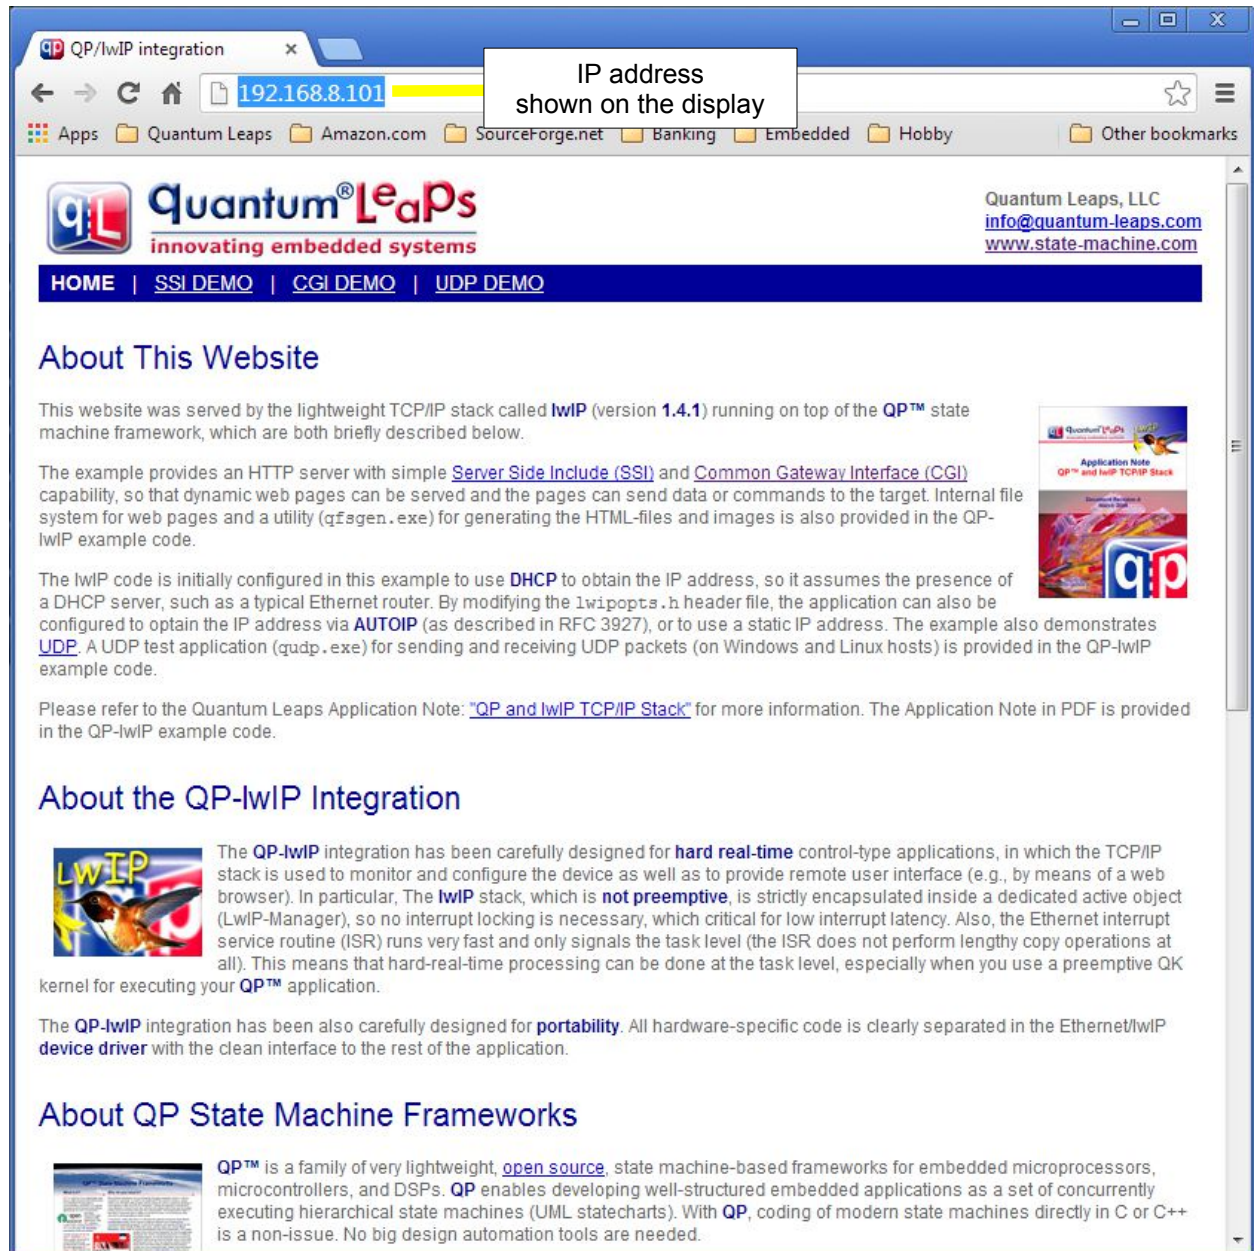 QP/lwIP integration
IP address
shown on the display
192.168.8.101
Apps Quantum Leaps Amazon.com SourceForge.net Banking Embedded Hobby Other bookmarks
qL quantum®LeaPs
innovating embedded systems
Quantum Leaps, LLC
info@quantum-leaps.com
www.state-machine.com
HOME | SSI DEMO | CGI DEMO | UDP DEMO
About This Website
This website was served by the lightweight TCP/IP stack called lwIP (version 1.4.1) running on top of the QP™ state
machine framework, which are both briefly described below.
The example provides an HTTP server with simple Server Side Include (SSI) and Common Gateway Interface (CGI)
capability, so that dynamic web pages can be served and the pages can send data or commands to the target. Internal file
system for web pages and a utility (qfsgen.exe) for generating the HTML-files and images is also provided in the QP-
lwIP example code.
The lwIP code is initially configured in this example to use DHCP to obtain the IP address, so it assumes the presence of
a DHCP server, such as a typical Ethernet router. By modifying the lwipopts.h header file, the application can also be
configured to optain the IP address via AUTOIP (as described in RFC 3927), or to use a static IP address. The example also demonstrates
UDP. A UDP test application (qudp.exe) for sending and receiving UDP packets (on Windows and Linux hosts) is provided in the QP-lwIP
example code.
Please refer to the Quantum Leaps Application Note: "QP and lwIP TCP/IP Stack" for more information. The Application Note in PDF is provided
in the QP-lwIP example code.
Quantum LeaPs LwIP
Application Note
QP™ and lwIP TCP/IP Stack
qp
About the QP-lwIP Integration
LwIP
The QP-lwIP integration has been carefully designed for hard real-time control-type applications, in which the TCP/IP
stack is used to monitor and configure the device as well as to provide remote user interface (e.g., by means of a web
browser). In particular, The lwIP stack, which is not preemptive, is strictly encapsulated inside a dedicated active object
(LwIP-Manager), so no interrupt locking is necessary, which critical for low interrupt latency. Also, the Ethernet interrupt
service routine (ISR) runs very fast and only signals the task level (the ISR does not perform lengthy copy operations at
all). This means that hard-real-time processing can be done at the task level, especially when you use a preemptive QK
kernel for executing your QP™ application.
The QP-lwIP integration has been also carefully designed for portability. All hardware-specific code is clearly separated in the Ethernet/lwIP
device driver with the clean interface to the rest of the application.
About QP State Machine Frameworks
QP™ is a family of very lightweight, open source, state machine-based frameworks for embedded microprocessors,
microcontrollers, and DSPs. QP enables developing well-structured embedded applications as a set of concurrently
executing hierarchical state machines (UML statecharts). With QP, coding of modern state machines directly in C or C++
is a non-issue. No big design automation tools are needed.